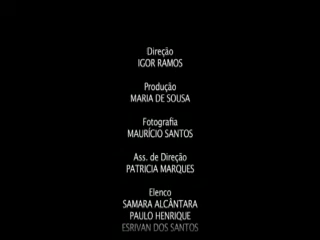 Direção
IGOR RAMOS
Produção
MARIA DE SOUSA
Fotografia
MAURÍCIO SANTOS
Ass. de Direção
PATRICIA MARQUES
Elenco
SAMARA ALCÂNTARA
PAULO HENRIQUE
ESRIVAN DOS SANTOS